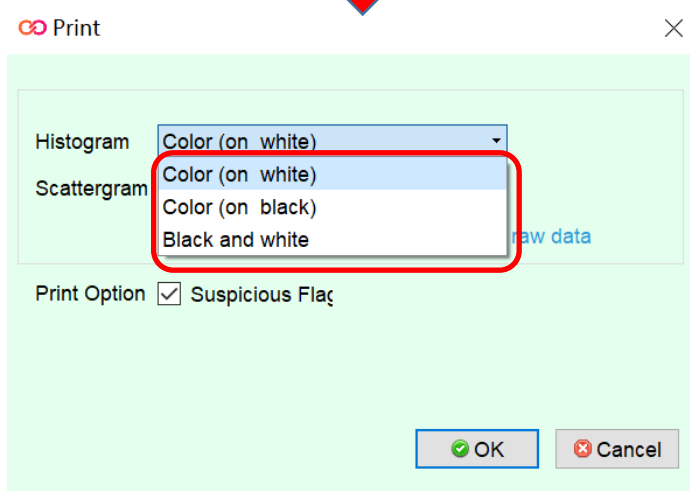 Print
Histogram Color (on white)
Color (on white)
Scattergram
Color (on black)
Black and white
raw data
Print Option Suspicious Flag
OK Cancel